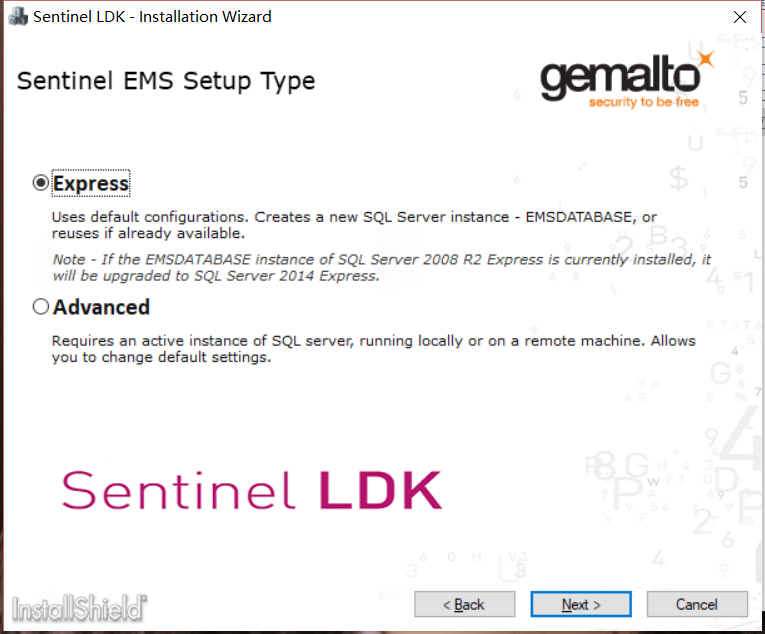 Sentinel LDK - Installation Wizard
Sentinel EMS Setup Type
gemalto
security to be free
Express
Uses default configurations. Creates a new SQL Server instance - EMSDATABASE, or
reuses if already available.
Note - If the EMSDATABASE instance of SQL Server 2008 R2 Express is currently installed, it
will be upgraded to SQL Server 2014 Express.
Advanced
Requires an active instance of SQL server, running locally or on a remote machine. Allows
you to change default settings.
Sentinel LDK
InstallShield
< Back
Next >
Cancel